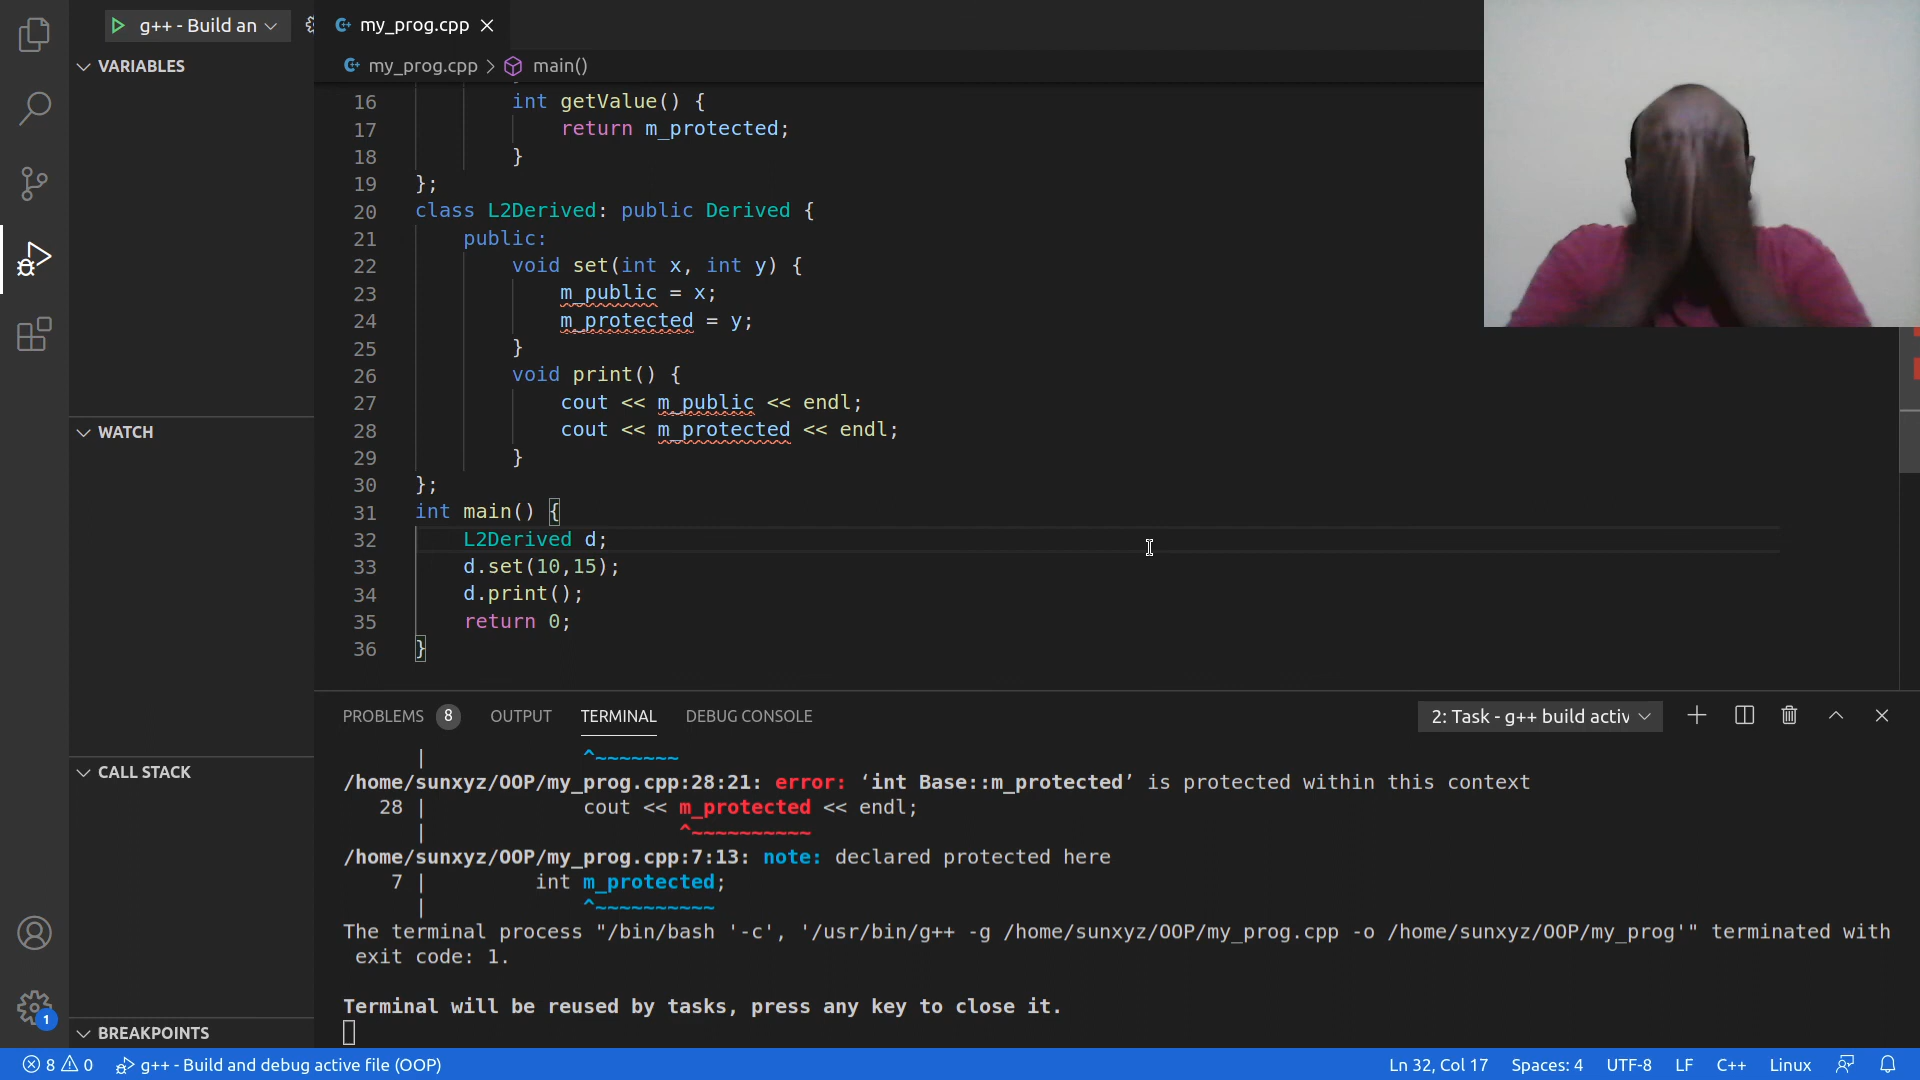 g++ - Build an
my_prog.cpp
my_prog.cpp > main()
VARIABLES
WATCH
CALL STACK
BREAKPOINTS
16 int getValue() {
17 return m_protected;
18 }
19 };
20 class L2Derived: public Derived {
21 public:
22 void set(int x, int y) {
23 m_public = x;
24 m_protected = y;
25 }
26 void print() {
27 cout << m_public << endl;
28 cout << m_protected << endl;
29 }
30 };
31 int main() {
32 L2Derived d;
33 d.set(10,15);
34 d.print();
35 return 0;
36 }
PROBLEMS 8 OUTPUT TERMINAL DEBUG CONSOLE 2: Task - g++ build activ
| ^~~~~~~~
/home/sunxyz/OOP/my_prog.cpp:28:21: error: ‘int Base::m_protected’ is protected within this context
28 | cout << m_protected << endl;
| ^~~~~~~~~~~
/home/sunxyz/OOP/my_prog.cpp:7:13: note: declared protected here
7 | int m_protected;
| ^~~~~~~~~~~
The terminal process "/bin/bash '-c', '/usr/bin/g++ -g /home/sunxyz/OOP/my_prog.cpp -o /home/sunxyz/OOP/my_prog'" terminated with
exit code: 1.
Terminal will be reused by tasks, press any key to close it.
1
8 0 g++ - Build and debug active file (OOP) Ln 32, Col 17 Spaces: 4 UTF-8 LF C++ Linux